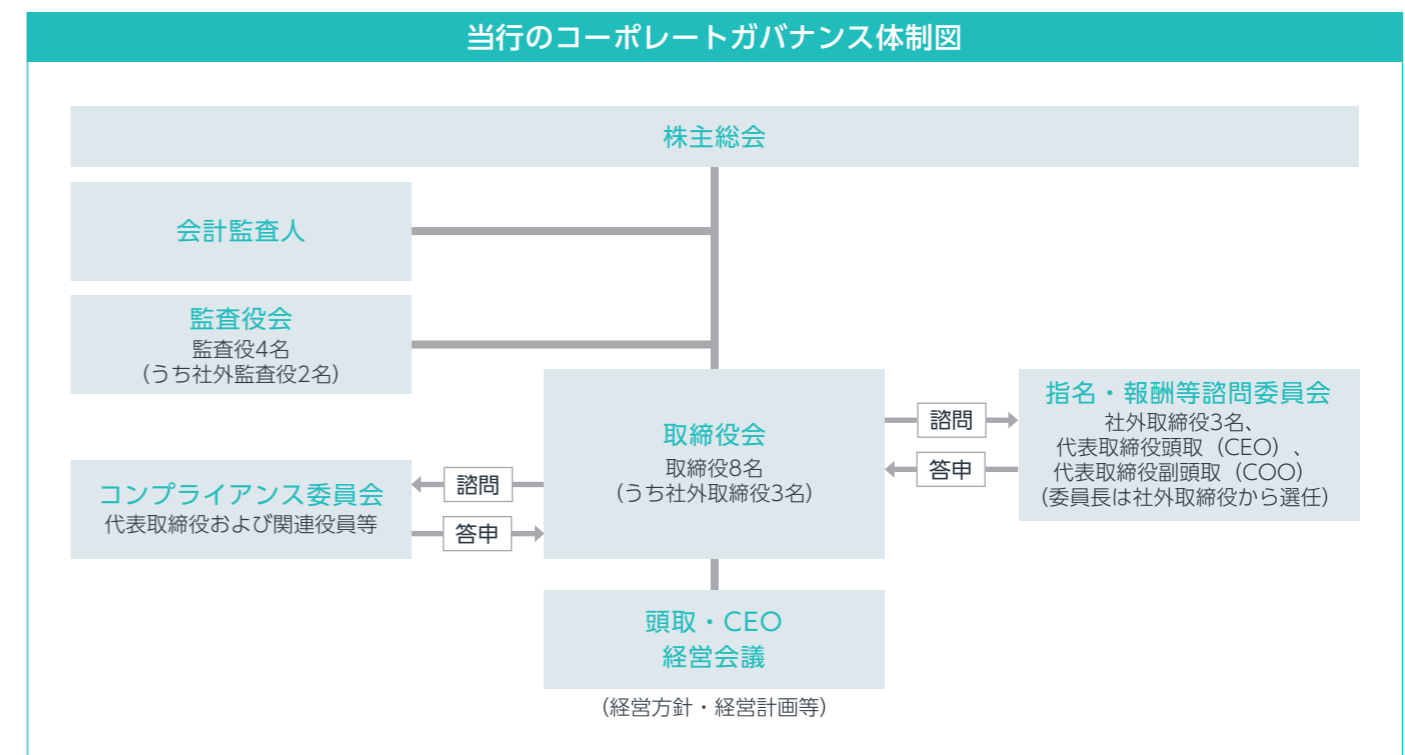 当行のコーポレートガバナンス体制図
株主総会
会計監査人
監査役会
監査役4名
(うち社外監査役2名)
取締役会
取締役8名
(うち社外取締役3名)
諮問
答申
指名・報酬等諮問委員会
社外取締役3名、
代表取締役頭取（CEO）、
代表取締役副頭取（COO）
(委員長は社外取締役から選任)
コンプライアンス委員会
代表取締役および関連役員等
諮問
答申
頭取・CEO
経営会議
(経営方針・経営計画等)